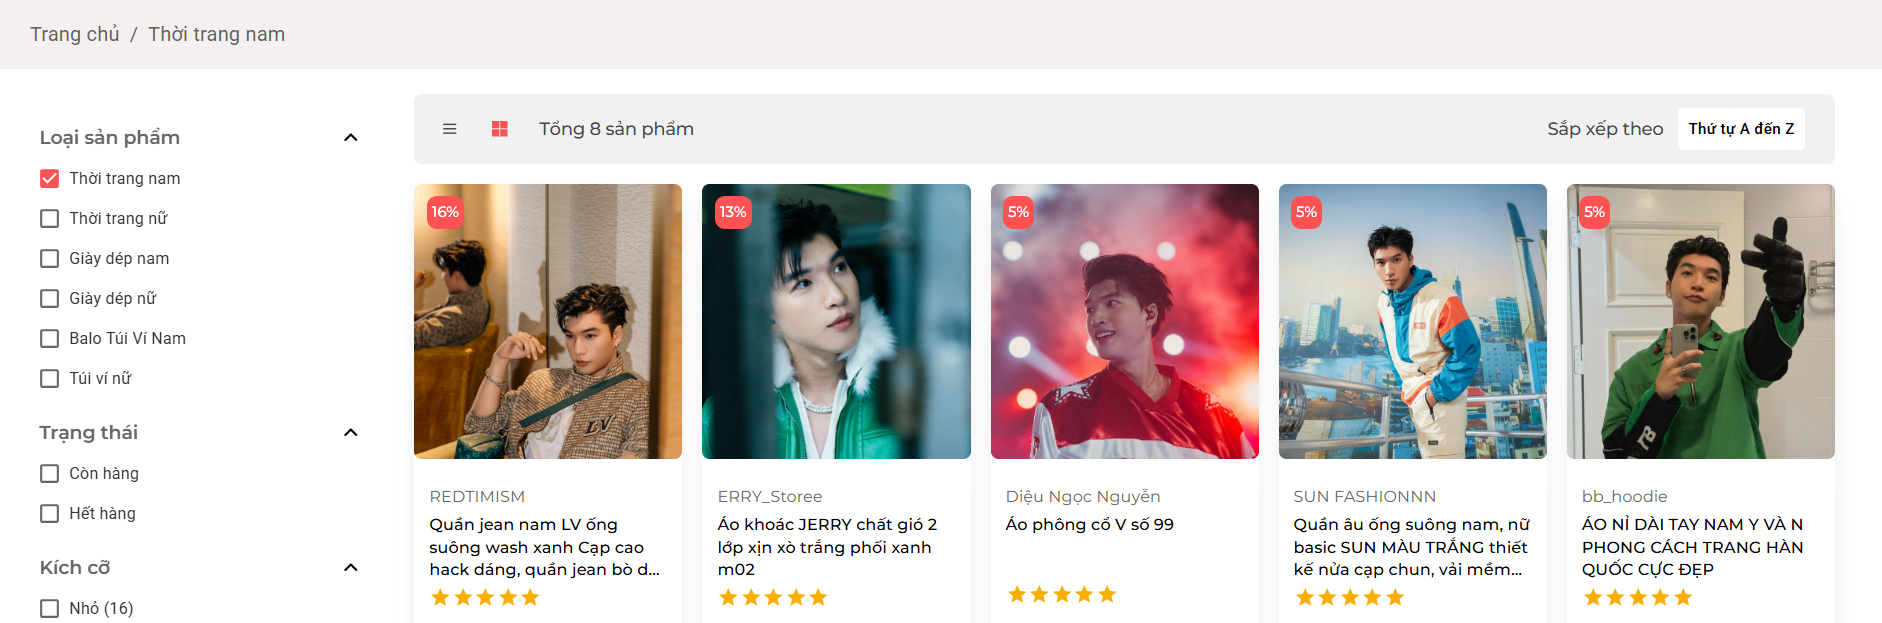 Trang chủ / Thời trang nam
Loại sản phẩm
Thời trang nam
Thời trang nữ
Giày dép nam
Giày dép nữ
Balo Túi Ví Nam
Túi ví nữ
Trạng thái
Còn hàng
Hết hàng
Kích cỡ
Nhỏ (16)
Tổng 8 sản phẩm
Sắp xếp theo
Thứ tự A đến Z
16%
LV
REDTIMISM
Quần jean nam LV ống
suông wash xanh Cạp cao
hack dáng, quần jean bò d...
13%
ERRY_Storee
Áo khoác JERRY chất gió 2
lớp xịn xò trắng phối xanh
m02
5%
Diệu Ngọc Nguyễn
Áo phông cổ V số 99
5%
SUN FASHIONNN
Quần âu ống suông nam, nữ
basic SUN MÀU TRẮNG thiết
kế nửa cạp chun, vải mềm...
5%
bb_hoodie
ÁO NỈ DÀI TAY NAM Y VÀ N
PHONG CÁCH TRANG HÀN
QUỐC CỰC ĐẸP